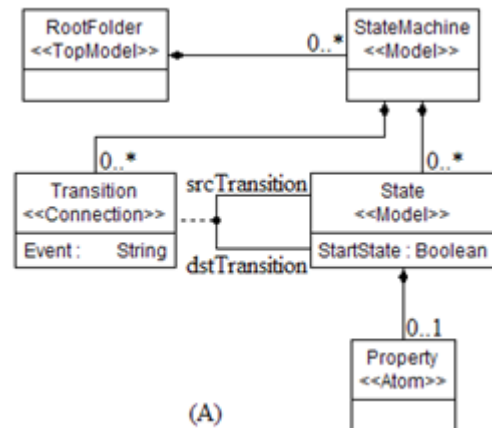 RootFolder
<<TopModel>>
0..*
StateMachine
<<Model>>
0..*
0..*
Transition
<<Connection>>
Event : String
srcTransition
dstTransition
State
<<Model>>
StartState : Boolean
0..1
Property
<<Atom>>
(A)